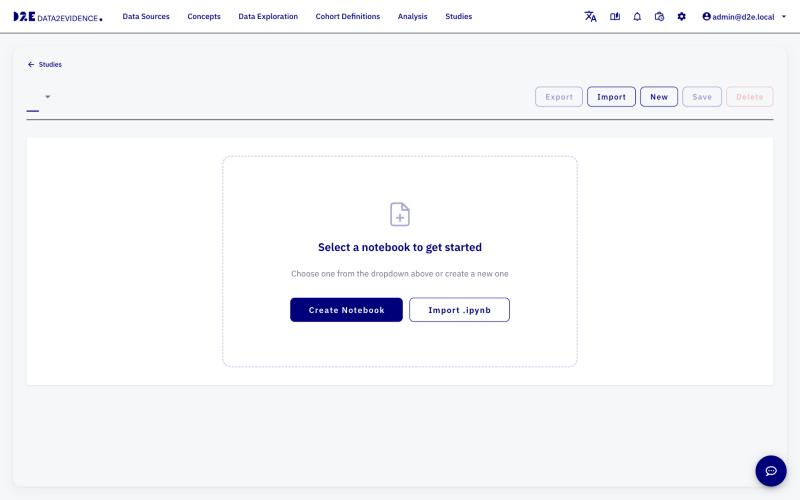 D2E DATA2EVIDENCE.
Data Sources
Concepts
Data Exploration
Cohort Definitions
Analysis
Studies
admin@d2e.local
Studies
Export
Import
New
Save
Delete
Select a notebook to get started
Choose one from the dropdown above or create a new one
Create Notebook
Import .ipynb